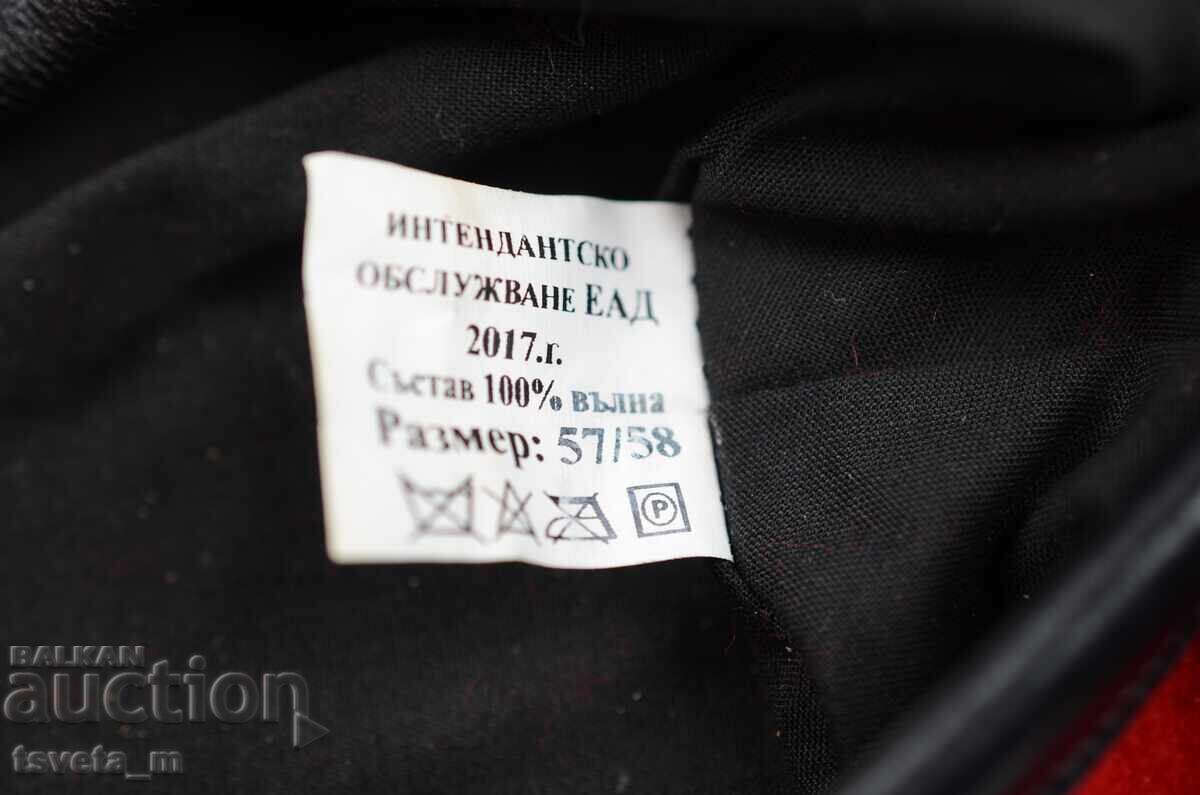 ИНТЕНДАНТСКО
ОБСЛУЖВАНЕ ЕАД
2017.г.
Състав 100% вълна
Размер: 57/58
P
BALKAN
auction
tsveta_m